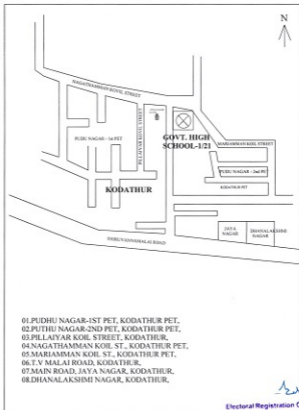 N
NAGATHAMMAN KOVIL STREET
PILLAIYAR KOIL STREET
GOVT. HIGH
SCHOOL-1/21
MARIAMMAN KOIL STREET
PUDU NAGAR - 1st PET
PUDU NAGAR - 2nd PET
KODATHUR PET
KODATHUR
JAYA
NAGAR
DHANALAKSHMI
NAGAR
01.PUDHU NAGAR-1ST PET, KODATHUR PET,
02.PUTHU NAGAR-2ND PET, KODATHUR PET,
03.PILLAIYAR KOIL STREET, KODATHUR,
04.NAGATHAMMAN KOIL ST., KODATHUR PET,
05.MARIAMMAN KOIL ST., KODATHUR PET,
06.T.V MALAI ROAD, KODATHUR,
07.MAIN ROAD, JAYA NAGAR, KODATHUR,
08.DHANALAKSHMI NAGAR, KODATHUR,
Electoral Registration